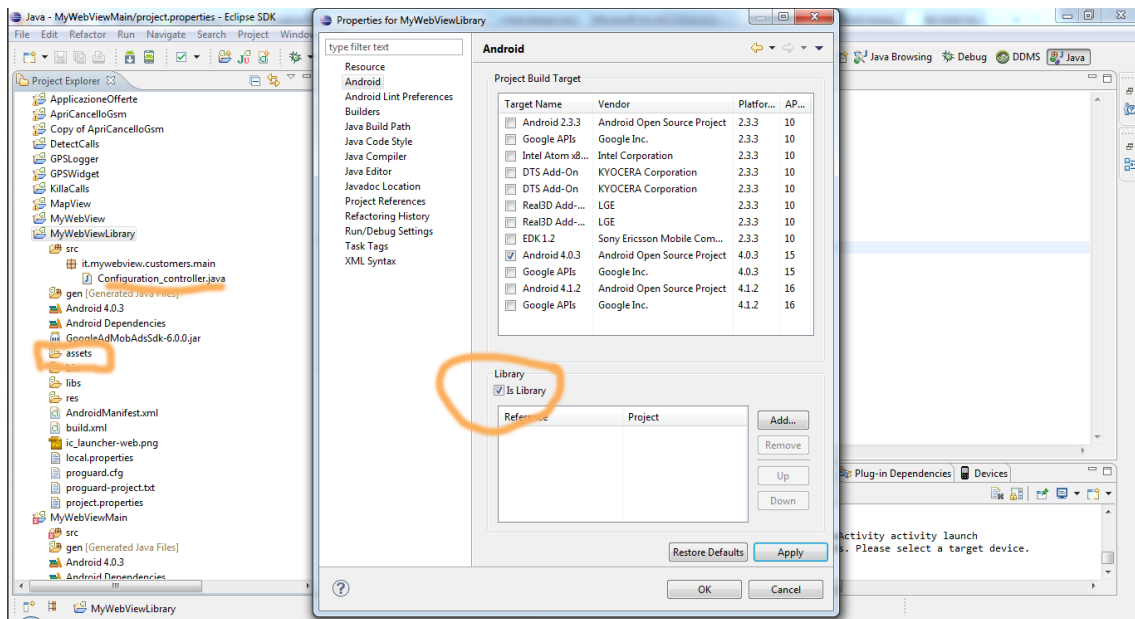 Java - MyWebViewMain/project.properties - Eclipse SDK
File Edit Refactor Run Navigate Search Project Window
Project Explorer
ApplicazioneOfferte
ApriCancelloGsm
Copy of ApriCancelloGsm
DetectCalls
GPSLogger
GPSWidget
KillaCalls
MapView
MyWebView
MyWebViewLibrary
src
it.mywebview.customers.main
Configuration_controller.java
gen [Generated Java Files]
Android 4.0.3
Android Dependencies
GoogleAdMobAdsSdk-6.0.0.jar
assets
libs
res
AndroidManifest.xml
build.xml
ic_launcher-web.png
local.properties
proguard.cfg
proguard-project.txt
project.properties
MyWebViewMain
src
gen [Generated Java Files]
Android 4.0.3
Android Dependencies
MyWebViewLibrary
Properties for MyWebViewLibrary
type filter text
Resource
Android
Android Lint Preferences
Builders
Java Build Path
Java Code Style
Java Compiler
Java Editor
Javadoc Location
Project References
Refactoring History
Run/Debug Settings
Task Tags
XML Syntax
Android
Project Build Target
Target Name Vendor Platfor... AP...
Android 2.3.3 Android Open Source Project 2.3.3 10
Google APIs Google Inc. 2.3.3 10
Intel Atom x8... Intel Corporation 2.3.3 10
DTS Add-On KYOCERA Corporation 2.3.3 10
DTS Add-On KYOCERA Corporation 2.3.3 10
Real3D Add-... LGE 2.3.3 10
Real3D Add-... LGE 2.3.3 10
EDK 1.2 Sony Ericsson Mobile Com... 2.3.3 10
Android 4.0.3 Android Open Source Project 4.0.3 15
Google APIs Google Inc. 4.0.3 15
Android 4.1.2 Android Open Source Project 4.1.2 16
Google APIs Google Inc. 4.1.2 16
Library
Is Library
Reference Project
Add...
Remove
Up
Down
Restore Defaults Apply
? OK Cancel
Java Browsing Debug DDMS Java
Plug-in Dependencies Devices
Activity activity launch
s. Please select a target device.